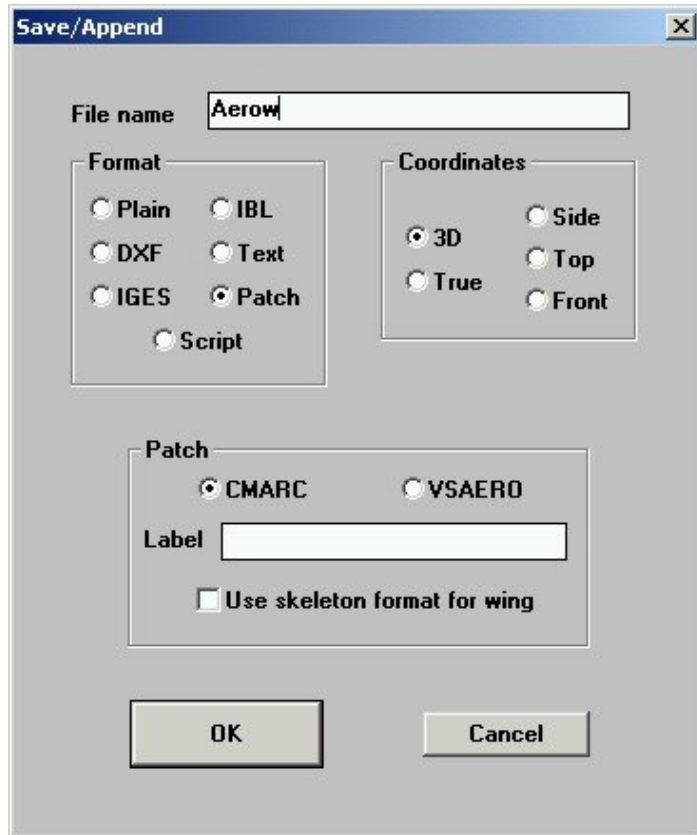 Save/Append
File name Aerow
Format
Plain IBL
DXF Text
IGES Patch
Script
Coordinates
3D
True
Side
Top
Front
Patch
CMARC VSAERO
Label
Use skeleton format for wing
OK Cancel